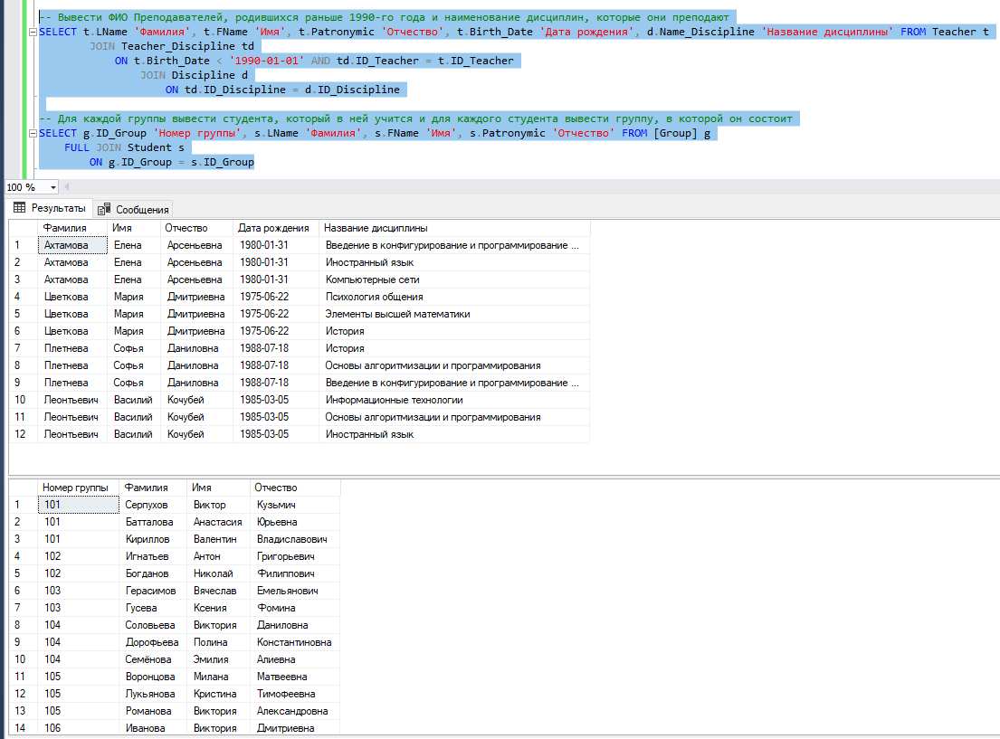 -- Вывести ФИО Преподавателей, родившихся раньше 1990-го года и наименование дисциплин, которые они преподают
SELECT t.LName 'Фамилия', t.FName 'Имя', t.Patronymic 'Отчество', t.Birth_Date 'Дата рождения', d.Name_Discipline 'Название дисциплины' FROM Teacher t
JOIN Teacher_Discipline td
ON t.Birth_Date < '1990-01-01' AND td.ID_Teacher = t.ID_Teacher
JOIN Discipline d
ON td.ID_Discipline = d.ID_Discipline
-- Для каждой группы вывести студента, который в ней учится и для каждого студента вывести группу, в которой он состоит
SELECT g.ID_Group 'Номер группы', s.LName 'Фамилия', s.FName 'Имя', s.Patronymic 'Отчество' FROM [Group] g
FULL JOIN Student s
ON g.ID_Group = s.ID_Group
100 %
Результаты Сообщения
Фамилия Имя Отчество Дата рождения Название дисциплины
1 Ахтамова Елена Арсеньевна 1980-01-31 Введение в конфигурирование и программирование ...
2 Ахтамова Елена Арсеньевна 1980-01-31 Иностранный язык
3 Ахтамова Елена Арсеньевна 1980-01-31 Компьютерные сети
4 Цветкова Мария Дмитриевна 1975-06-22 Психология общения
5 Цветкова Мария Дмитриевна 1975-06-22 Элементы высшей математики
6 Цветкова Мария Дмитриевна 1975-06-22 История
7 Плетнева Софья Даниловна 1988-07-18 История
8 Плетнева Софья Даниловна 1988-07-18 Основы алгоритмизации и программирования
9 Плетнева Софья Даниловна 1988-07-18 Введение в конфигурирование и программирование ...
10 Леонтьевич Василий Кочубей 1985-03-05 Информационные технологии
11 Леонтьевич Василий Кочубей 1985-03-05 Основы алгоритмизации и программирования
12 Леонтьевич Василий Кочубей 1985-03-05 Иностранный язык
Номер группы Фамилия Имя Отчество
1 101 Серпухов Виктор Кузьмич
2 101 Батталова Анастасия Юрьевна
3 101 Кириллов Валентин Владиславович
4 102 Игнатьев Антон Григорьевич
5 102 Богданов Николай Филиппович
6 103 Герасимов Вячеслав Емельянович
7 103 Гусева Ксения Фомина
8 104 Соловьева Виктория Даниловна
9 104 Дорофьева Полина Константиновна
10 104 Семёнова Эмилия Алиевна
11 105 Воронцова Милана Матвеевна
12 105 Лукьянова Кристина Тимофеевна
13 105 Романова Виктория Александровна
14 106 Иванова Виктория Дмитриевна